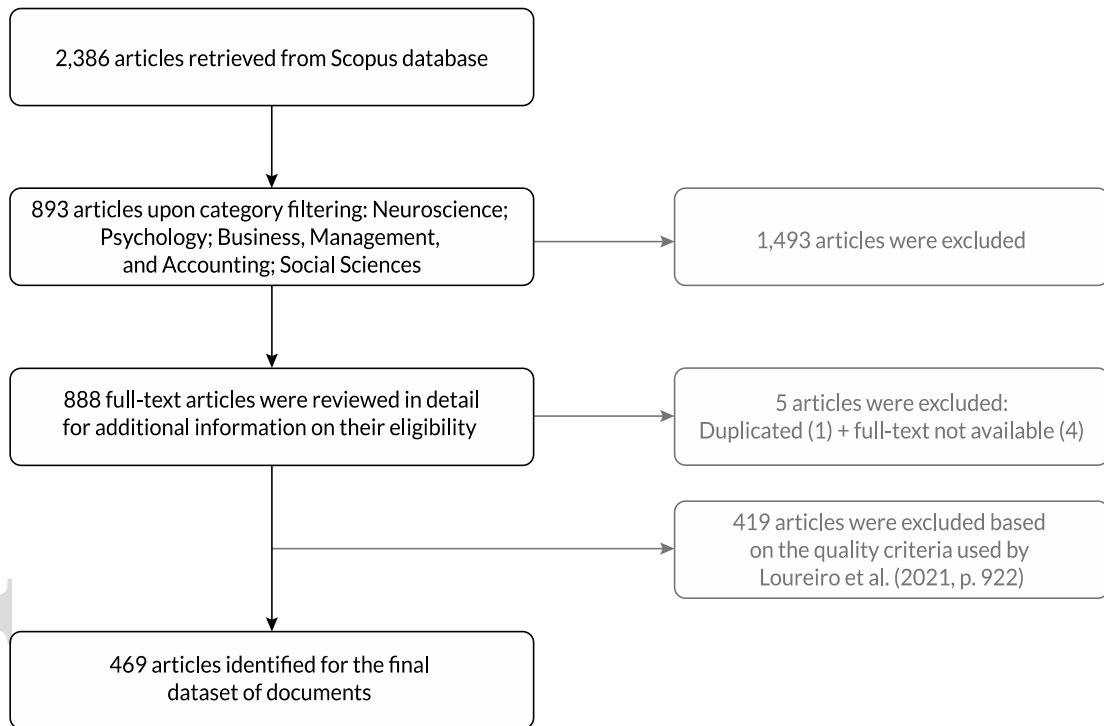 2,386 articles retrieved from Scopus database
893 articles upon category filtering: Neuroscience;
Psychology; Business, Management,
and Accounting; Social Sciences
1,493 articles were excluded
888 full-text articles were reviewed in detail
for additional information on their eligibility
5 articles were excluded:
Duplicated (1) + full-text not available (4)
419 articles were excluded based
on the quality criteria used by
Loureiro et al. (2021, p. 922)
469 articles identified for the final
dataset of documents